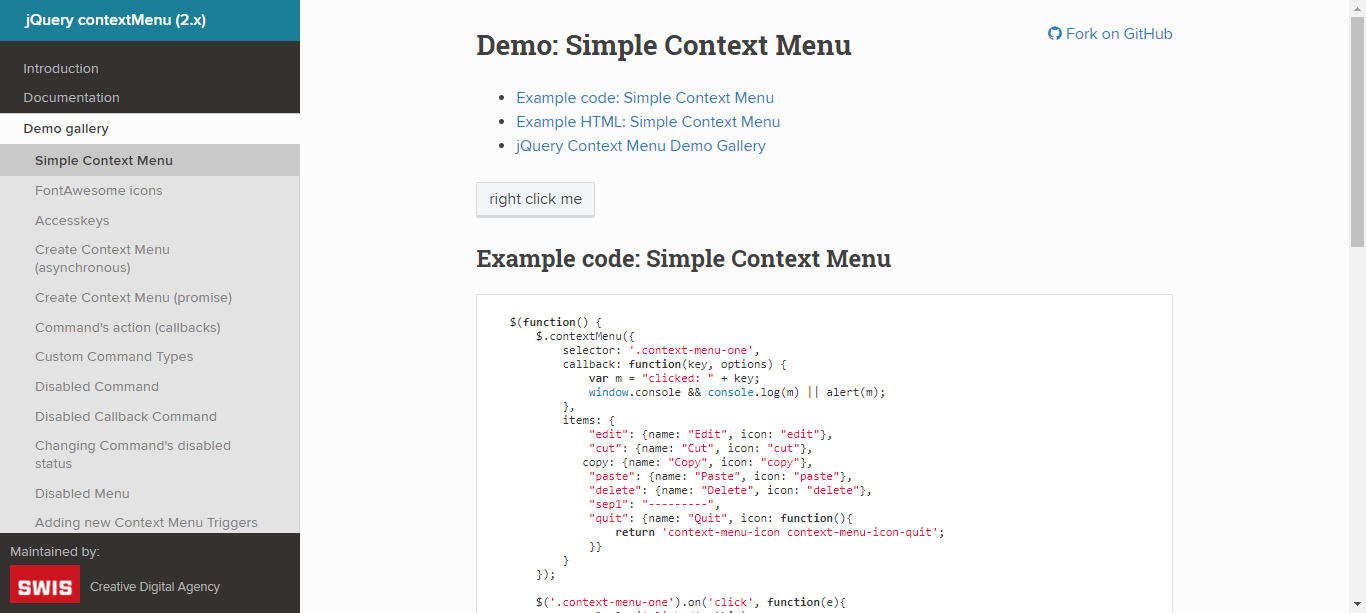 jQuery contextMenu (2.x)
Introduction
Documentation
Demo gallery
Simple Context Menu
FontAwesome icons
Accesskeys
Create Context Menu
(asynchronous)
Create Context Menu (promise)
Command's action (callbacks)
Custom Command Types
Disabled Command
Disabled Callback Command
Changing Command's disabled
status
Disabled Menu
Adding new Context Menu Triggers
Maintained by:
SWIS
Creative Digital Agency
Fork on GitHub
Demo: Simple Context Menu
Example code: Simple Context Menu
Example HTML: Simple Context Menu
jQuery Context Menu Demo Gallery
right click me
Example code: Simple Context Menu
$(function() {
$.contextMenu({
selector: '.context-menu-one',
callback: function(key, options) {
var m = "clicked: " + key;
window.console && console.log(m) || alert(m);
},
items: {
"edit": {name: "Edit", icon: "edit"},
"cut": {name: "Cut", icon: "cut"},
copy: {name: "Copy", icon: "copy"},
"paste": {name: "Paste", icon: "paste"},
"delete": {name: "Delete", icon: "delete"},
"sep1": "---------",
"quit": {name: "Quit", icon: function(){
return 'context-menu-icon context-menu-icon-quit';
}}
}
});
$('.context-menu-one').on('click', function(e){